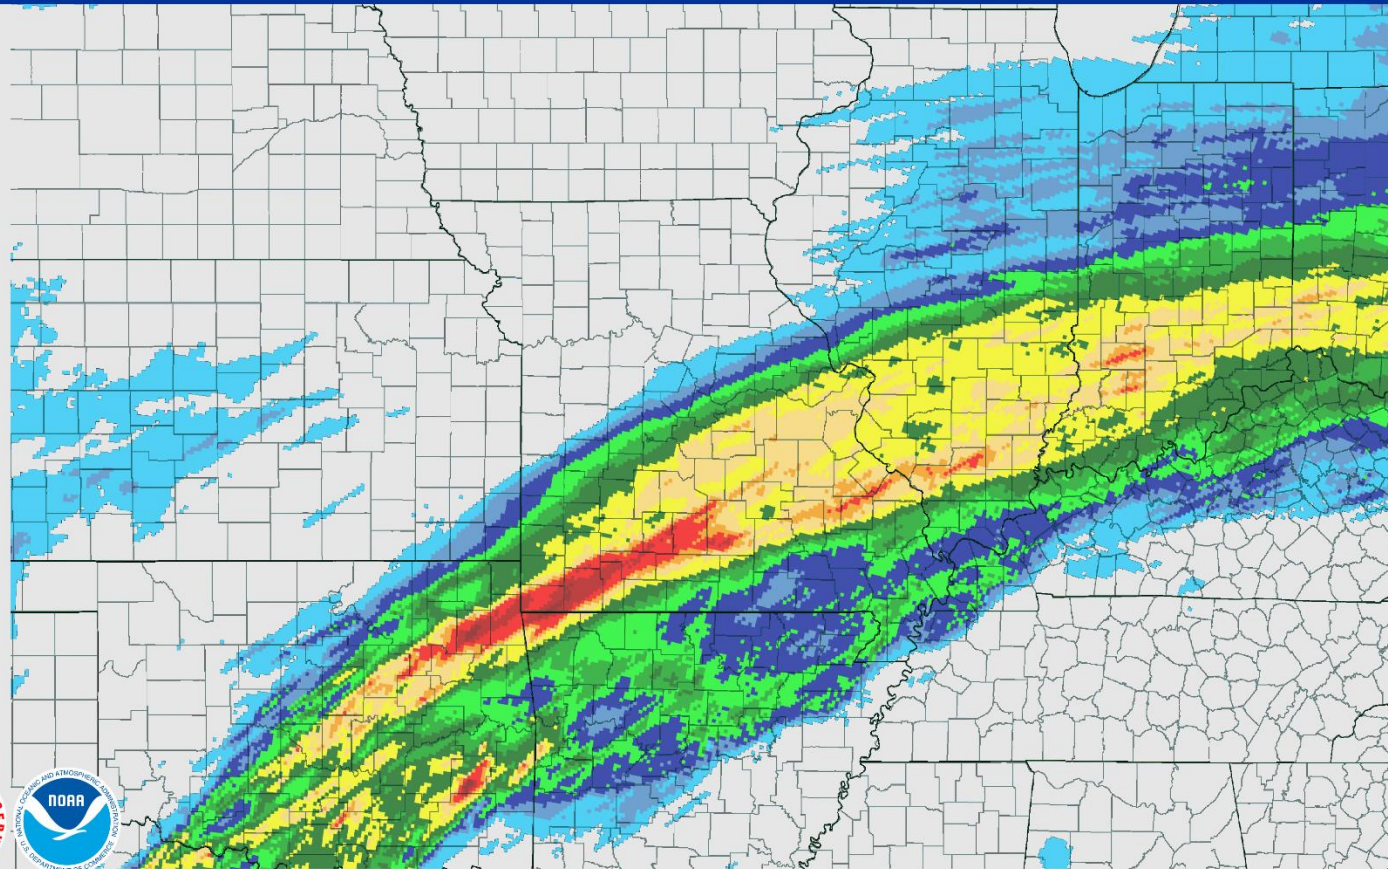 NATIONAL OCEANIC AND ATMOSPHERIC ADMINISTRATION
NOAA
U.S. DEPARTMENT OF COMMERCE